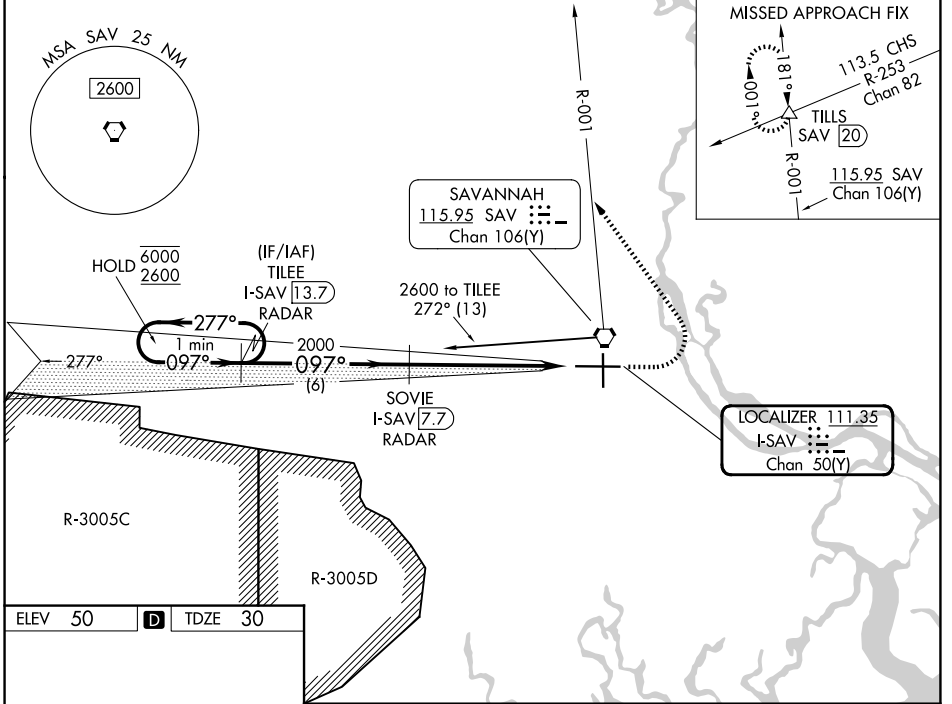 MSA SAV 25 NM
2600
R-001
MISSED APPROACH FIX
181°
001°
113.5 CHS
R-253
Chan 82
TILLS
SAV 20
R-001
115.95 SAV
Chan 106(Y)
SAVANNAH
115.95 SAV
Chan 106(Y)
HOLD
6000
2600
(IF/IAF)
TILEE
I-SAV 13.7
RADAR
2600 to TILEE
272° (13)
277°
1 min
097°
277°
2000
097°
(6)
SOVIE
I-SAV 7.7
RADAR
LOCALIZER 111.35
I-SAV
Chan 50(Y)
R-3005C
R-3005D
ELEV 50 D TDZE 30